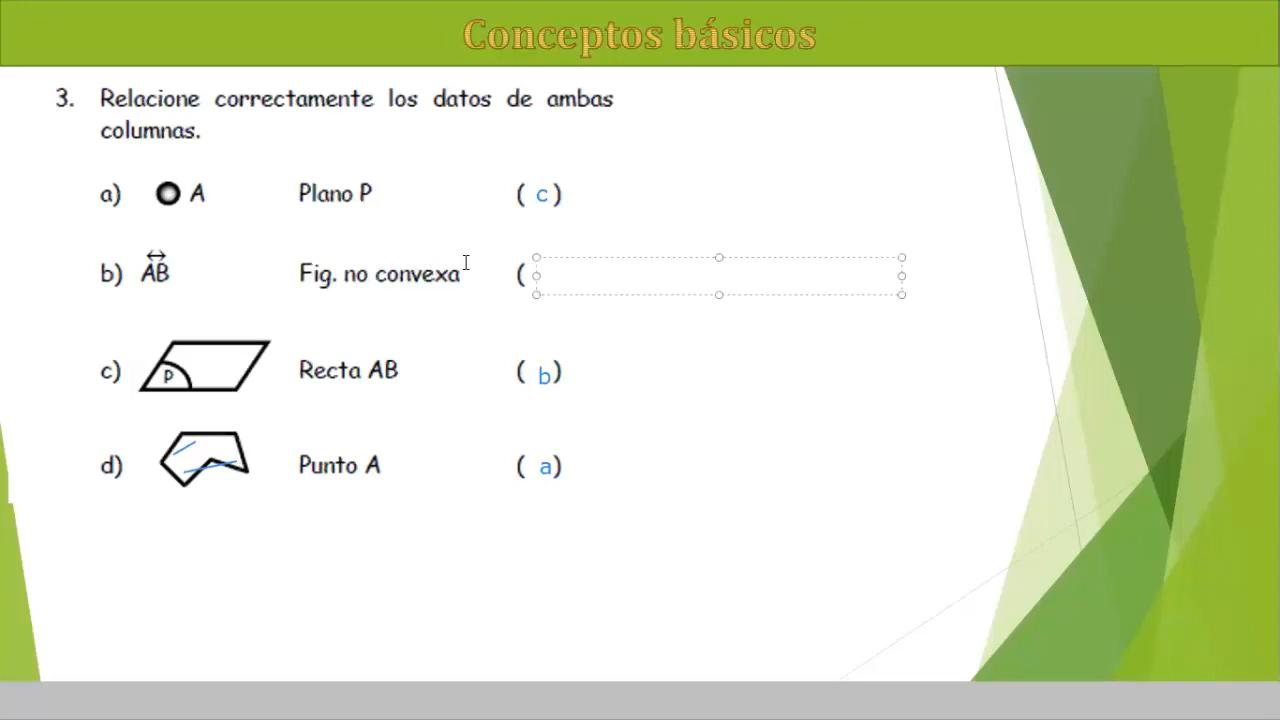 Conceptos básicos
3. Relacione correctamente los datos de ambas
columnas.
a) A Plano P ( c )
b) AB Fig. no convexa (
c) P Recta AB ( b )
d) Punto A ( a )